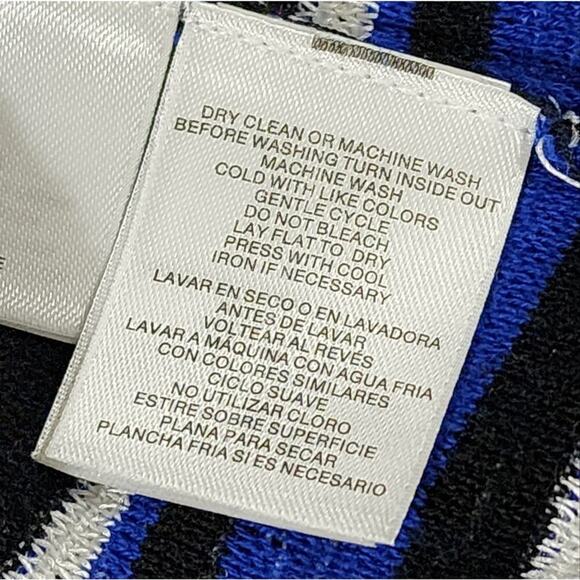 DRY CLEAN OR MACHINE WASH
BEFORE WASHING TURN INSIDE OUT
MACHINE WASH
COLD WITH LIKE COLORS
GENTLE CYCLE
DO NOT BLEACH
LAY FLAT TO DRY
PRESS WITH COOL
IRON IF NECESSARY
LAVAR EN SECO O EN LAVADORA
ANTES DE LAVAR
VOLTEAR AL REVÉS
LAVAR A MÁQUINA CON AGUA FRIA
CON COLORES SIMILARES
CICLO SUAVE
NO UTILIZAR CLORO
ESTIRE SOBRE SUPERFICIE
PLANA PARA SECAR
PLANCHA FRIA SI ES NECESARIO